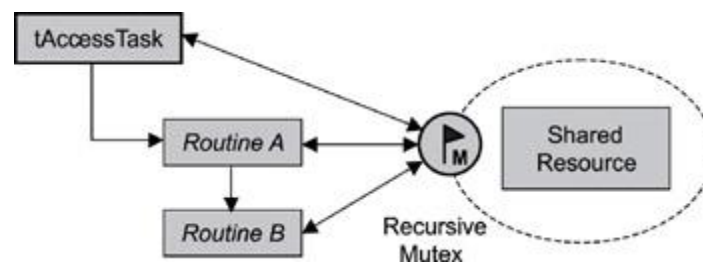 tAccessTask
Routine A
Routine B
M
Recursive
Mutex
Shared
Resource